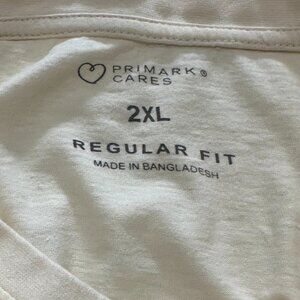 PRIMARK®
CARES
2XL
REGULAR FIT
MADE IN BANGLADESH